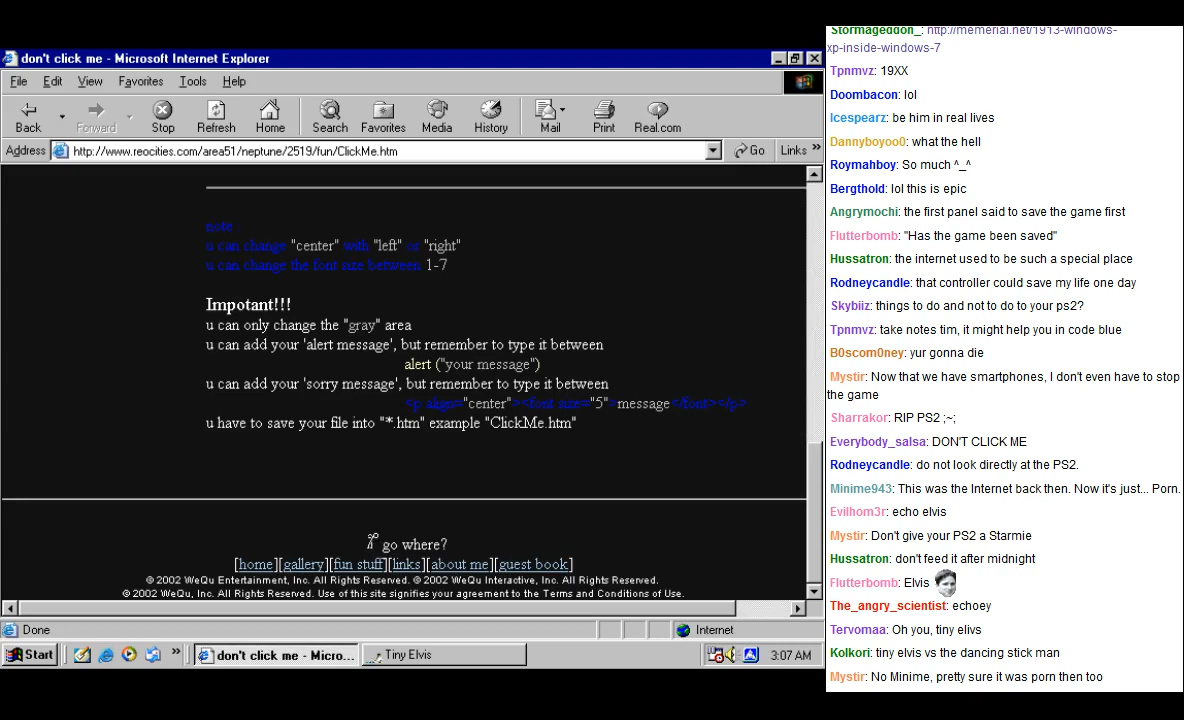 don't click me - Microsoft Internet Explorer
File Edit View Favorites Tools Help
Back Forward Stop Refresh Home Search Favorites Media History Mail Print Real.com
Address http://www.reocities.com/area51/neptune/2519/fun/ClickMe.htm Go Links »
note
u can change "center" with "left" or "right"
u can change the font size between 1-7
Impotant!!!
u can only change the "gray" area
u can add your 'alert message', but remember to type it between
alert ("your message")
u can add your 'sorry message', but remember to type it between
<p align="center"><font size="5">message</font></p>
u have to save your file into "*.htm" example "ClickMe.htm"
go where?
[home][gallery][fun stuff][links][about me][guest book]
© 2002 WeQu Entertainment, Inc. All Rights Reserved. © 2002 WeQu Interactive, Inc. All Rights Reserved.
© 2002 WeQu, Inc. All Rights Reserved. Use of this site signifies your agreement to the Terms and Conditions of Use.
Done Internet
Start » don't click me - Micro... Tiny Elvis 3:07 AM
Stormageddon_: http://memerial.net/1913-windows-
xp-inside-windows-7
Tpnmvz: 19XX
Doombacon: lol
Icespearz: be him in real lives
Dannyboyoo0: what the hell
Roymahboy: So much ^_^
Bergthold: lol this is epic
Angrymochi: the first panel said to save the game first
Flutterbomb: "Has the game been saved"
Hussatron: the internet used to be such a special place
Rodneycandle: that controller could save my life one day
Skybiiz: things to do and not to do to your ps2?
Tpnmvz: take notes tim, it might help you in code blue
B0scom0ney: yur gonna die
Mystir: Now that we have smartphones, I don't even have to stop
the game
Sharrakor: RIP PS2 ;~;
Everybody_salsa: DON'T CLICK ME
Rodneycandle: do not look directly at the PS2.
Minime943: This was the Internet back then. Now it's just... Porn.
Evilhom3r: echo elvis
Mystir: Don't give your PS2 a Starmie
Hussatron: don't feed it after midnight
Flutterbomb: Elvis
The_angry_scientist: echoey
Tervomaa: Oh you, tiny elivs
Kolkori: tiny elvis vs the dancing stick man
Mystir: No Minime, pretty sure it was porn then too